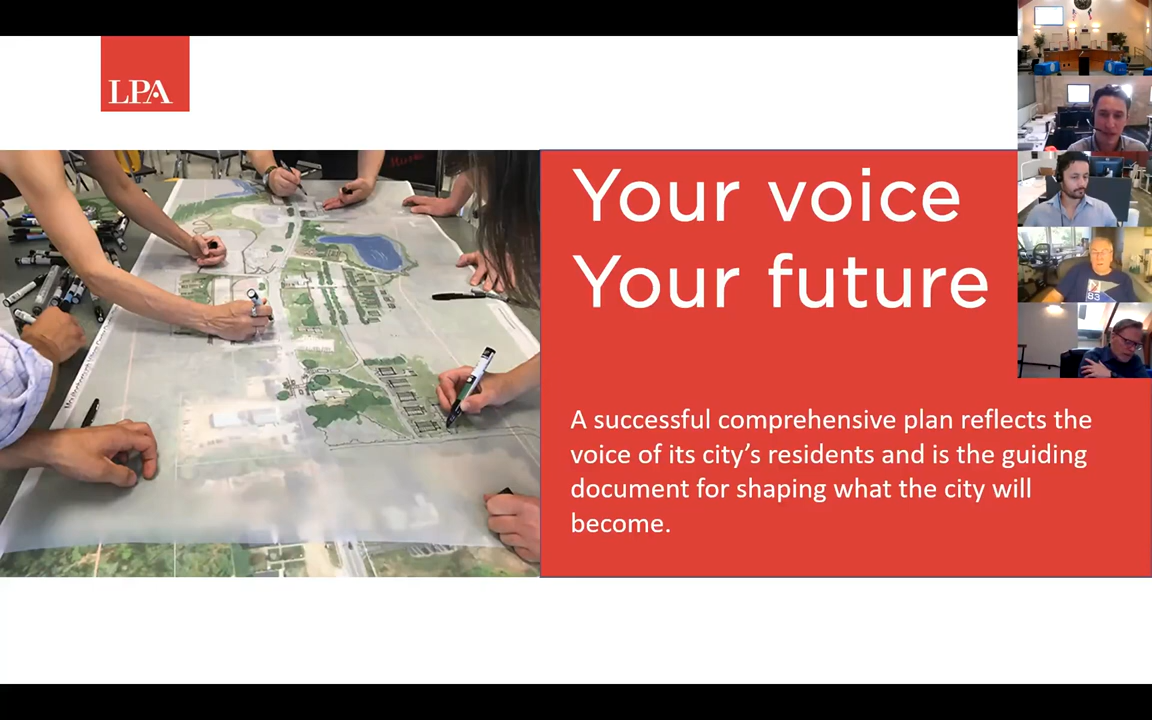 LPA
Your voice
Your future
A successful comprehensive plan reflects the
voice of its city’s residents and is the guiding
document for shaping what the city will
become.
83